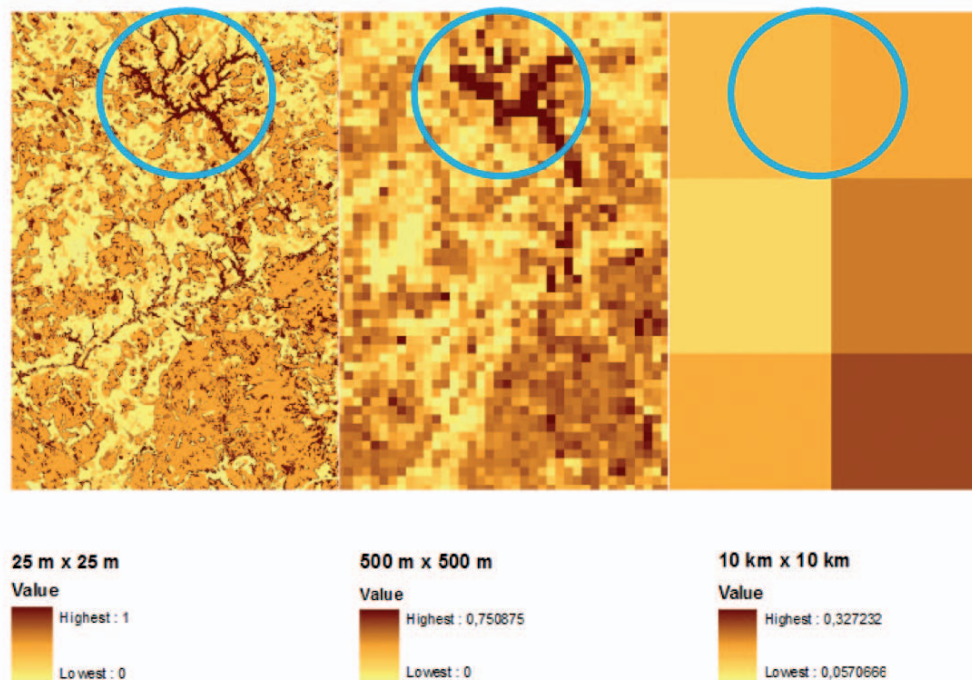 25 m x 25 m
Value
Highest : 1
Lowest : 0
500 m x 500 m
Value
Highest : 0,750875
Lowest : 0
10 km x 10 km
Value
Highest : 0,327232
Lowest : 0,0570666